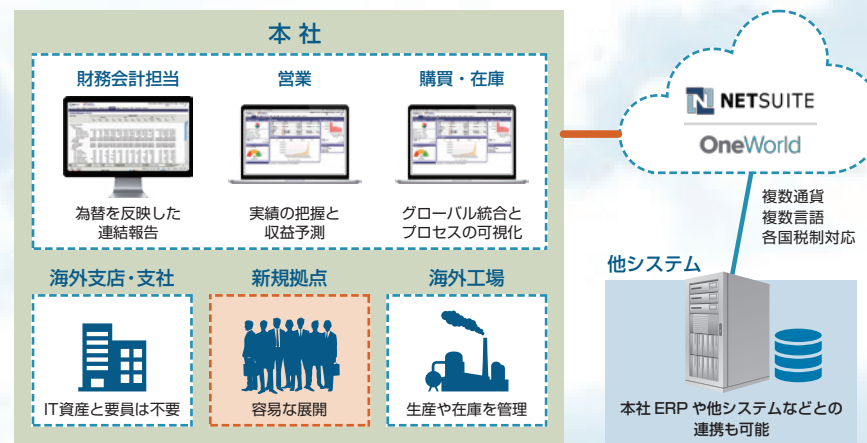 本 社
財務会計担当
営業
購買・在庫
為替を反映した
連結報告
実績の把握と
収益予測
グローバル統合と
プロセスの可視化
海外支店・支社
新規拠点
海外工場
IT資産と要員は不要
容易な展開
生産や在庫を管理
N NETSUITE
OneWorld
複数通貨
複数言語
各国税制対応
他システム
本社 ERP や他システムなどとの
連携も可能